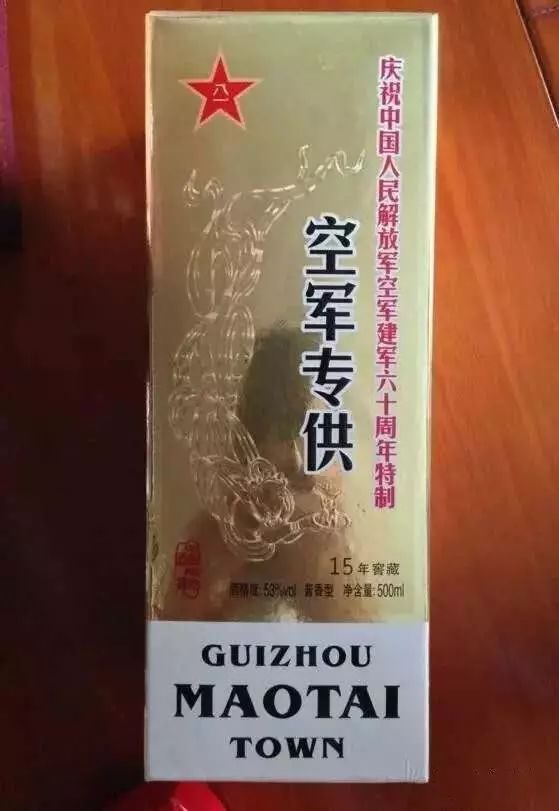 八一
庆祝中国人民解放军空军建军六十周年特制
空军专供
15年窖藏
酒精度:53%vol 酱香型 净含量:500ml
GUIZHOU
MAOTAI
TOWN